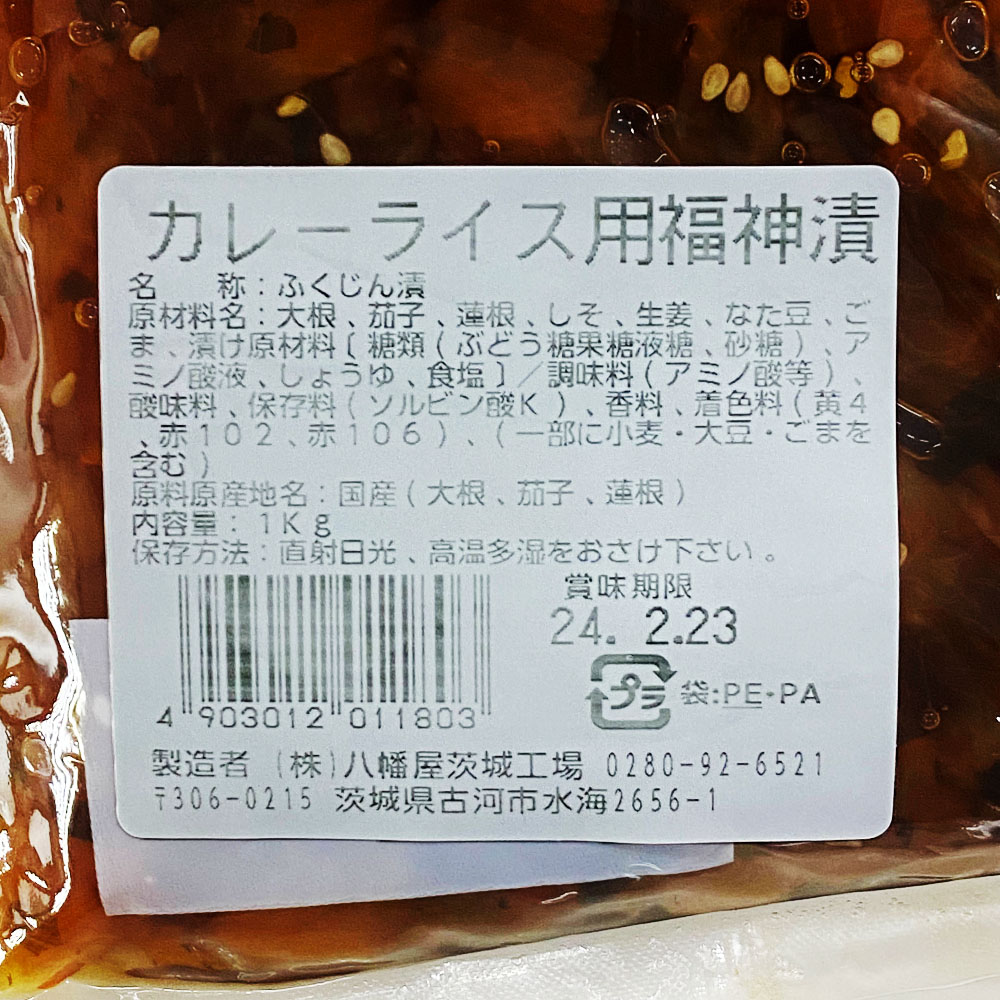 カレーライス用福神漬
名　称：ふくじん漬
原材料名：大根、茄子、蓮根、しそ、生姜、なた豆、ご
ま、漬け原材料〔糖類（ぶどう糖果糖液糖、砂糖）、ア
ミノ酸液、しょうゆ、食塩〕／調味料（アミノ酸等）、
酸味料、保存料（ソルビン酸K）、香料、着色料（黄4
、赤102、赤106）、（一部に小麦・大豆・ごまを
含む）
原料原産地名：国産（大根、茄子、蓮根）
内容量：1Kg
保存方法：直射日光、高温多湿をおさけ下さい。
賞味期限
24. 2.23
プラ 袋:PE・PA
4 903012 011803
製造者 (株)八幡屋茨城工場 0280-92-6521
〒306-0215 茨城県古河市水海2656-1